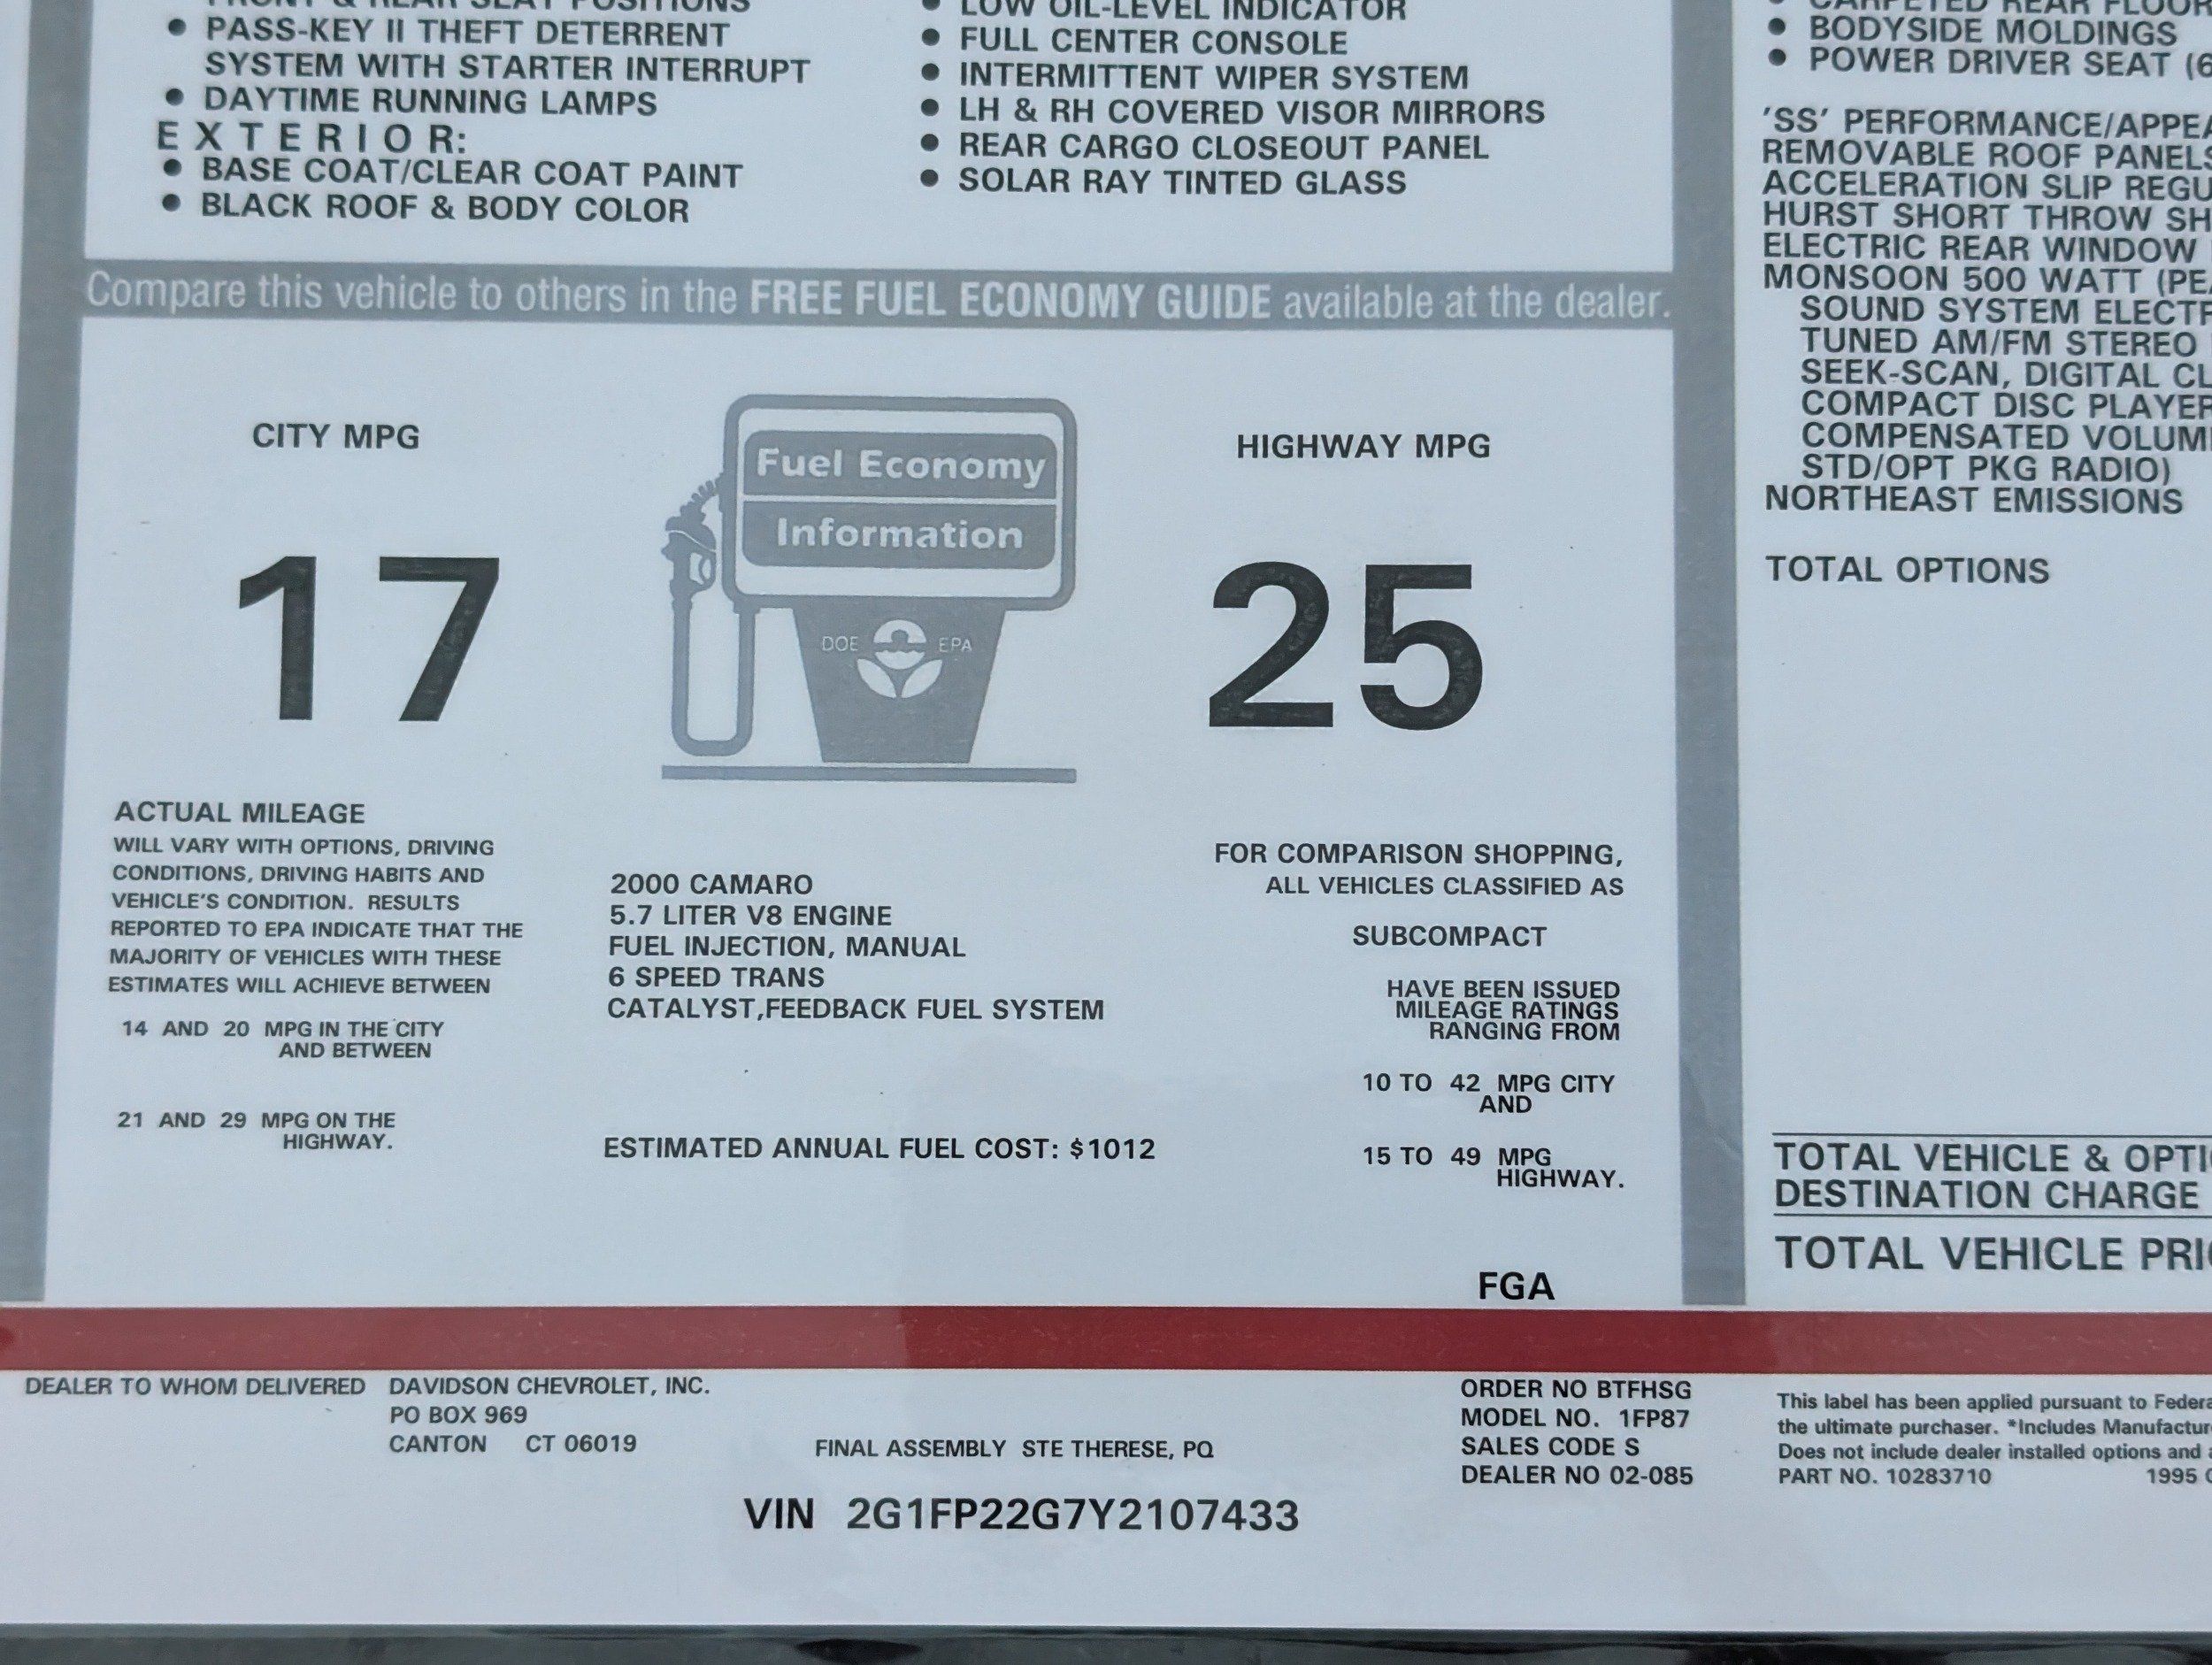 FRONT & REAR SEAT POSITIONS
• PASS-KEY II THEFT DETERRENT
SYSTEM WITH STARTER INTERRUPT
• DAYTIME RUNNING LAMPS
EXTERIOR:
• BASE COAT/CLEAR COAT PAINT
• BLACK ROOF & BODY COLOR
• LOW OIL-LEVEL INDICATOR
• FULL CENTER CONSOLE
• INTERMITTENT WIPER SYSTEM
• LH & RH COVERED VISOR MIRRORS
• REAR CARGO CLOSEOUT PANEL
• SOLAR RAY TINTED GLASS
Compare this vehicle to others in the FREE FUEL ECONOMY GUIDE available at the dealer.
CITY MPG
17
Fuel Economy
Information
DOE EPA
HIGHWAY MPG
25
ACTUAL MILEAGE
WILL VARY WITH OPTIONS, DRIVING
CONDITIONS, DRIVING HABITS AND
VEHICLE'S CONDITION. RESULTS
REPORTED TO EPA INDICATE THAT THE
MAJORITY OF VEHICLES WITH THESE
ESTIMATES WILL ACHIEVE BETWEEN
14 AND 20 MPG IN THE CITY
AND BETWEEN
21 AND 29 MPG ON THE
HIGHWAY.
2000 CAMARO
5.7 LITER V8 ENGINE
FUEL INJECTION, MANUAL
6 SPEED TRANS
CATALYST,FEEDBACK FUEL SYSTEM
ESTIMATED ANNUAL FUEL COST: $1012
FOR COMPARISON SHOPPING,
ALL VEHICLES CLASSIFIED AS
SUBCOMPACT
HAVE BEEN ISSUED
MILEAGE RATINGS
RANGING FROM
10 TO 42 MPG CITY
AND
15 TO 49 MPG
HIGHWAY.
FGA
• CARPETED REAR FLOOR
• BODYSIDE MOLDINGS
• POWER DRIVER SEAT (6
'SS' PERFORMANCE/APPEA
REMOVABLE ROOF PANELS
ACCELERATION SLIP REGU
HURST SHORT THROW SH
ELECTRIC REAR WINDOW
MONSOON 500 WATT (PEA
SOUND SYSTEM ELECTR
TUNED AM/FM STEREO
SEEK-SCAN, DIGITAL CL
COMPACT DISC PLAYER
COMPENSATED VOLUM
STD/OPT PKG RADIO)
NORTHEAST EMISSIONS
TOTAL OPTIONS
TOTAL VEHICLE & OPTI
DESTINATION CHARGE
TOTAL VEHICLE PRI
DEALER TO WHOM DELIVERED DAVIDSON CHEVROLET, INC.
PO BOX 969
CANTON CT 06019
FINAL ASSEMBLY STE THERESE, PQ
VIN 2G1FP22G7Y2107433
ORDER NO BTFHSG
MODEL NO. 1FP87
SALES CODE S
DEALER NO 02-085
This label has been applied pursuant to Federa
the ultimate purchaser. *Includes Manufactur
Does not include dealer installed options and
PART NO. 10283710 1995